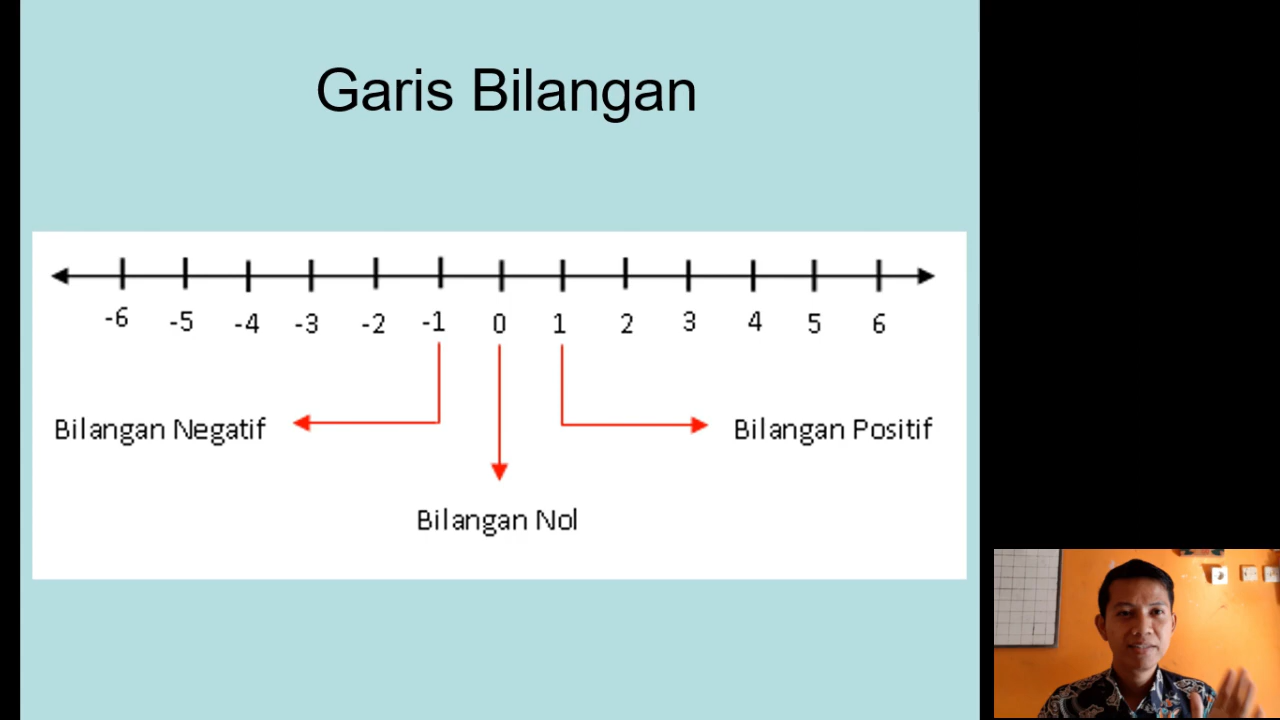 Garis Bilangan
-6 -5 -4 -3 -2 -1 0 1 2 3 4 5 6
Bilangan Negatif
Bilangan Positif
Bilangan Nol